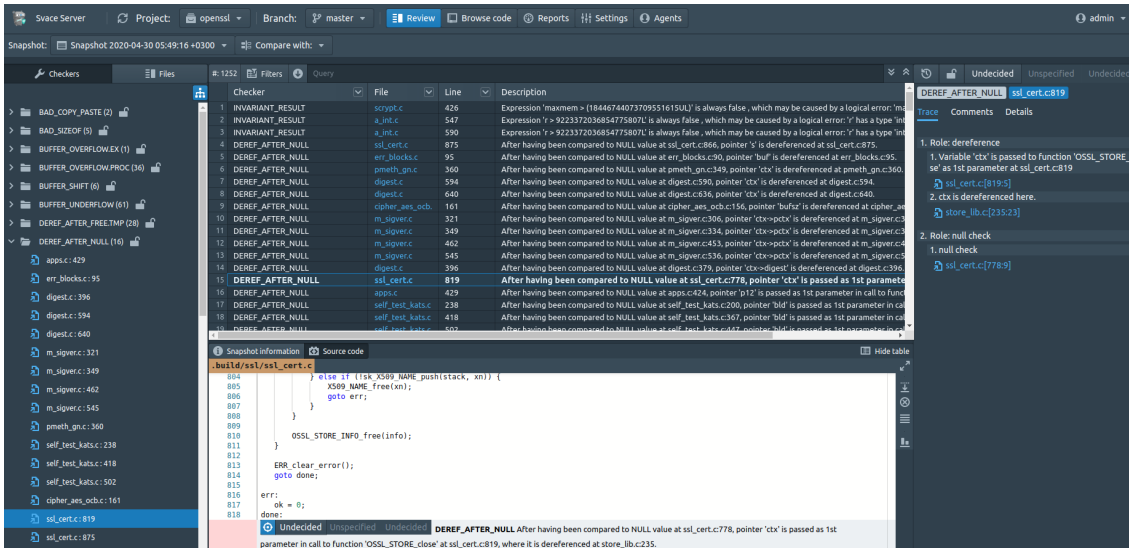 Svace Server Project: openssl Branch: master Review Browse code Reports Settings Agents admin
Snapshot: Snapshot 2020-04-30 05:49:16 +0300 Compare with:
Checkers Files
BAD_COPY_PASTE (2)
BAD_SIZEOF (5)
BUFFER_OVERFLOW.EX (1)
BUFFER_OVERFLOW.PROC (36)
BUFFER_SHIFT (6)
BUFFER_UNDERFLOW (61)
DEREF_AFTER_FREE.TMP (28)
DEREF_AFTER_NULL (16)
apps.c : 429
err_blocks.c : 95
digest.c : 396
digest.c : 594
digest.c : 640
m_sigver.c : 321
m_sigver.c : 349
m_sigver.c : 462
m_sigver.c : 545
pmeth_gn.c : 360
self_test_kats.c : 238
self_test_kats.c : 418
self_test_kats.c : 502
cipher_aes_ocb.c : 161
ssl_cert.c : 819
ssl_cert.c : 875
#: 1252 Filters Query
Checker File Line Description
1 INVARIANT_RESULT scrypt.c 426 Expression 'maxmem > (18446744073709551615UL)' is always false , which may be caused by a logical error: 'ma
2 INVARIANT_RESULT a_int.c 547 Expression 'r > 9223372036854775807L' is always false , which may be caused by a logical error: 'r' has a type 'int
3 INVARIANT_RESULT a_int.c 590 Expression 'r > 9223372036854775807L' is always false , which may be caused by a logical error: 'r' has a type 'int
4 DEREF_AFTER_NULL ssl_cert.c 875 After having been compared to NULL value at ssl_cert.c:866, pointer 's' is dereferenced at ssl_cert.c:875.
5 DEREF_AFTER_NULL err_blocks.c 95 After having been compared to NULL value at err_blocks.c:90, pointer 'buf' is dereferenced at err_blocks.c:95.
6 DEREF_AFTER_NULL pmeth_gn.c 360 After having been compared to NULL value at pmeth_gn.c:349, pointer 'ctx' is dereferenced at pmeth_gn.c:360.
7 DEREF_AFTER_NULL digest.c 594 After having been compared to NULL value at digest.c:590, pointer 'ctx' is dereferenced at digest.c:594.
8 DEREF_AFTER_NULL digest.c 640 After having been compared to NULL value at digest.c:636, pointer 'ctx' is dereferenced at digest.c:640.
9 DEREF_AFTER_NULL cipher_aes_ocb. 161 After having been compared to NULL value at cipher_aes_ocb.c:156, pointer 'bufsz' is dereferenced at cipher_ae
10 DEREF_AFTER_NULL m_sigver.c 321 After having been compared to NULL value at m_sigver.c:306, pointer 'ctx->pctx' is dereferenced at m_sigver.c:3
11 DEREF_AFTER_NULL m_sigver.c 349 After having been compared to NULL value at m_sigver.c:334, pointer 'ctx->pctx' is dereferenced at m_sigver.c:3
12 DEREF_AFTER_NULL m_sigver.c 462 After having been compared to NULL value at m_sigver.c:453, pointer 'ctx->pctx' is dereferenced at m_sigver.c:4
13 DEREF_AFTER_NULL m_sigver.c 545 After having been compared to NULL value at m_sigver.c:536, pointer 'ctx->pctx' is dereferenced at m_sigver.c:5
14 DEREF_AFTER_NULL digest.c 396 After having been compared to NULL value at digest.c:379, pointer 'ctx->digest' is dereferenced at digest.c:396.
15 DEREF_AFTER_NULL ssl_cert.c 819 After having been compared to NULL value at ssl_cert.c:778, pointer 'ctx' is passed as 1st paramete
16 DEREF_AFTER_NULL apps.c 429 After having been compared to NULL value at apps.c:424, pointer 'p12' is passed as 1st parameter in call to funct
17 DEREF_AFTER_NULL self_test_kats.c 238 After having been compared to NULL value at self_test_kats.c:200, pointer 'bld' is passed as 1st parameter in cal
18 DEREF_AFTER_NULL self_test_kats.c 418 After having been compared to NULL value at self_test_kats.c:367, pointer 'bld' is passed as 1st parameter in cal
19 DEREF_AFTER_NULL self_test_kats.c 502 After having been compared to NULL value at self_test_kats.c:447, pointer 'bld' is passed as 1st parameter in cal
Snapshot information Source code Hide table
.build/ssl/ssl_cert.c
804 } else if (!sk_X509_NAME_push(stack, xn)) {
805 X509_NAME_free(xn);
806 goto err;
807 }
808 }
809
810 OSSL_STORE_INFO_free(info);
811 }
812
813 ERR_clear_error();
814 goto done;
815
816 err:
817 ok = 0;
818 done:
Undecided Unspecified Undecided DEREF_AFTER_NULL After having been compared to NULL value at ssl_cert.c:778, pointer 'ctx' is passed as 1st
parameter in call to function 'OSSL_STORE_close' at ssl_cert.c:819, where it is dereferenced at store_lib.c:235.
Undecided Unspecified Undecided
DEREF_AFTER_NULL ssl_cert.c:819
Trace Comments Details
1. Role: dereference
1. Variable 'ctx' is passed to function 'OSSL_STORE_
se' as 1st parameter at ssl_cert.c:819
ssl_cert.c:[819:5]
2. ctx is dereferenced here.
store_lib.c:[235:23]
2. Role: null check
1. null check
ssl_cert.c:[778:9]